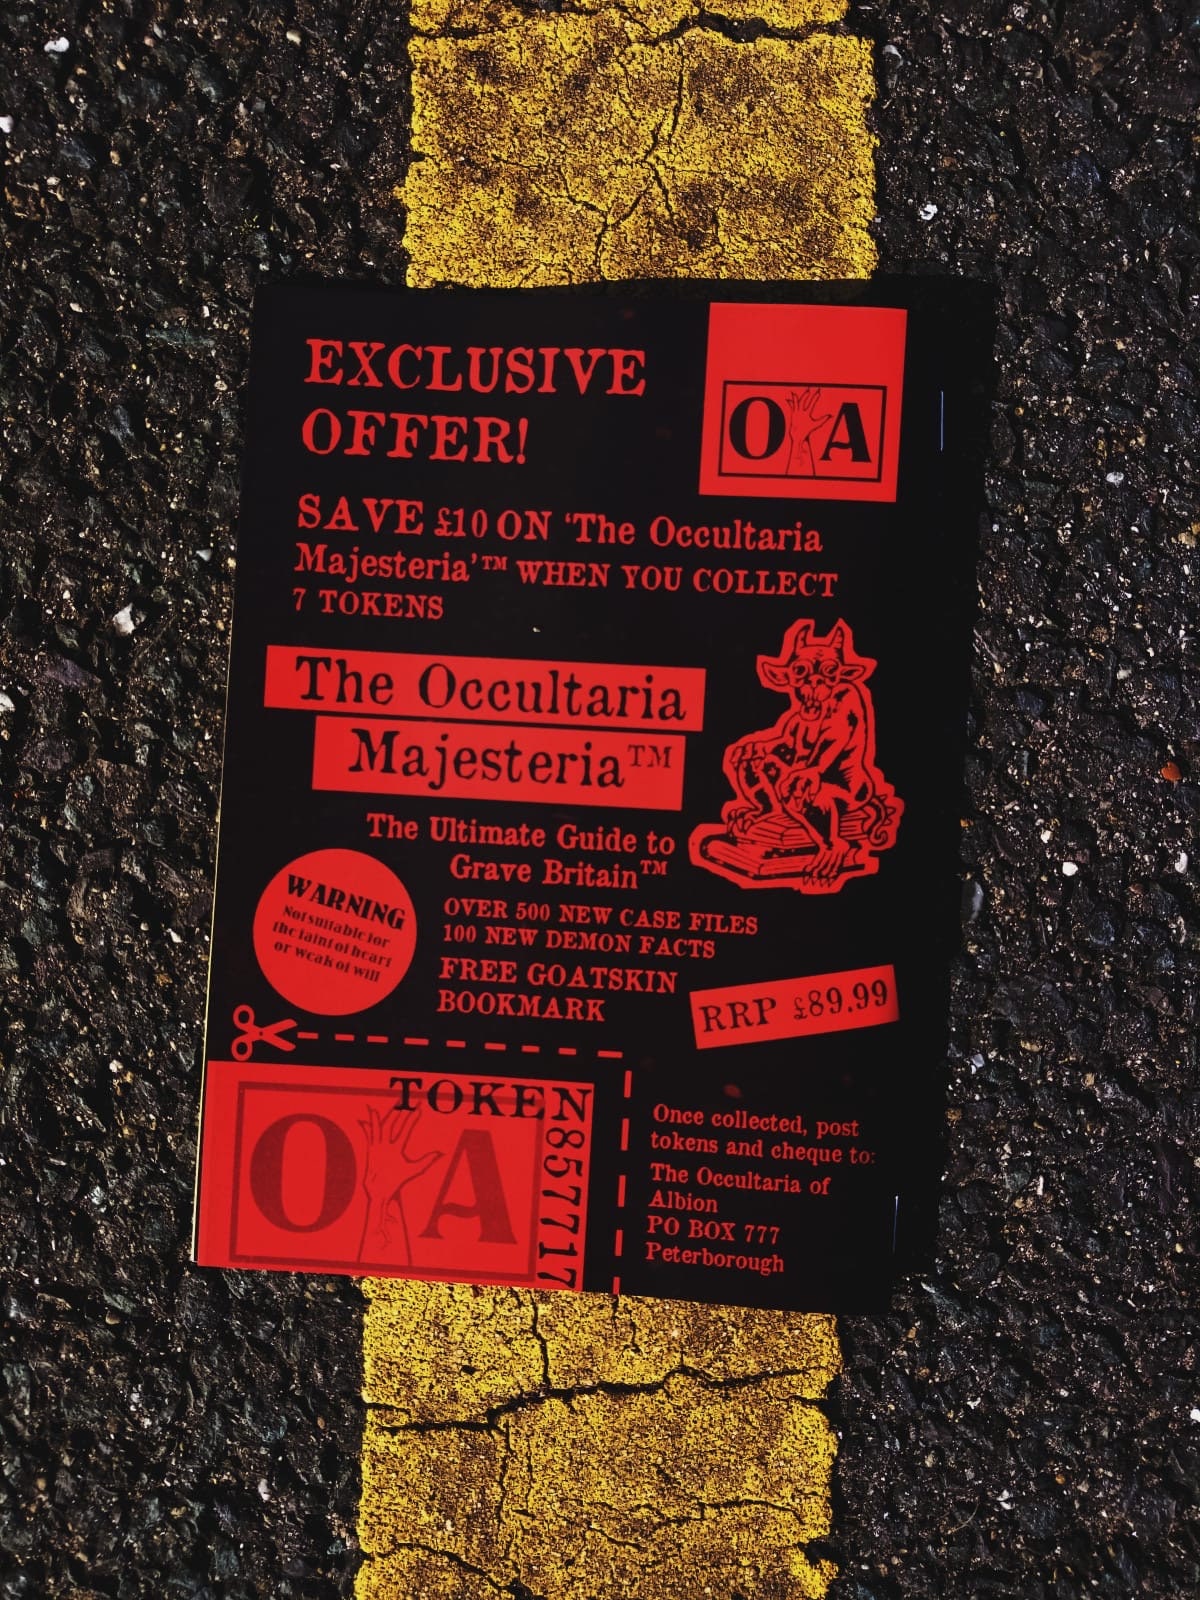 EXCLUSIVE
OFFER!
O A
SAVE £10 ON 'The Occultaria
Majesteria'™ WHEN YOU COLLECT
7 TOKENS
The Occultaria
Majesteria™
The Ultimate Guide to
Grave Britain™
WARNING
Not suitable for
the faint of heart
or weak of will
OVER 500 NEW CASE FILES
100 NEW DEMON FACTS
FREE GOATSKIN
BOOKMARK
RRP £89.99
TOKEN
857717
O A
Once collected, post
tokens and cheque to:
The Occultaria of
Albion
PO BOX 777
Peterborough